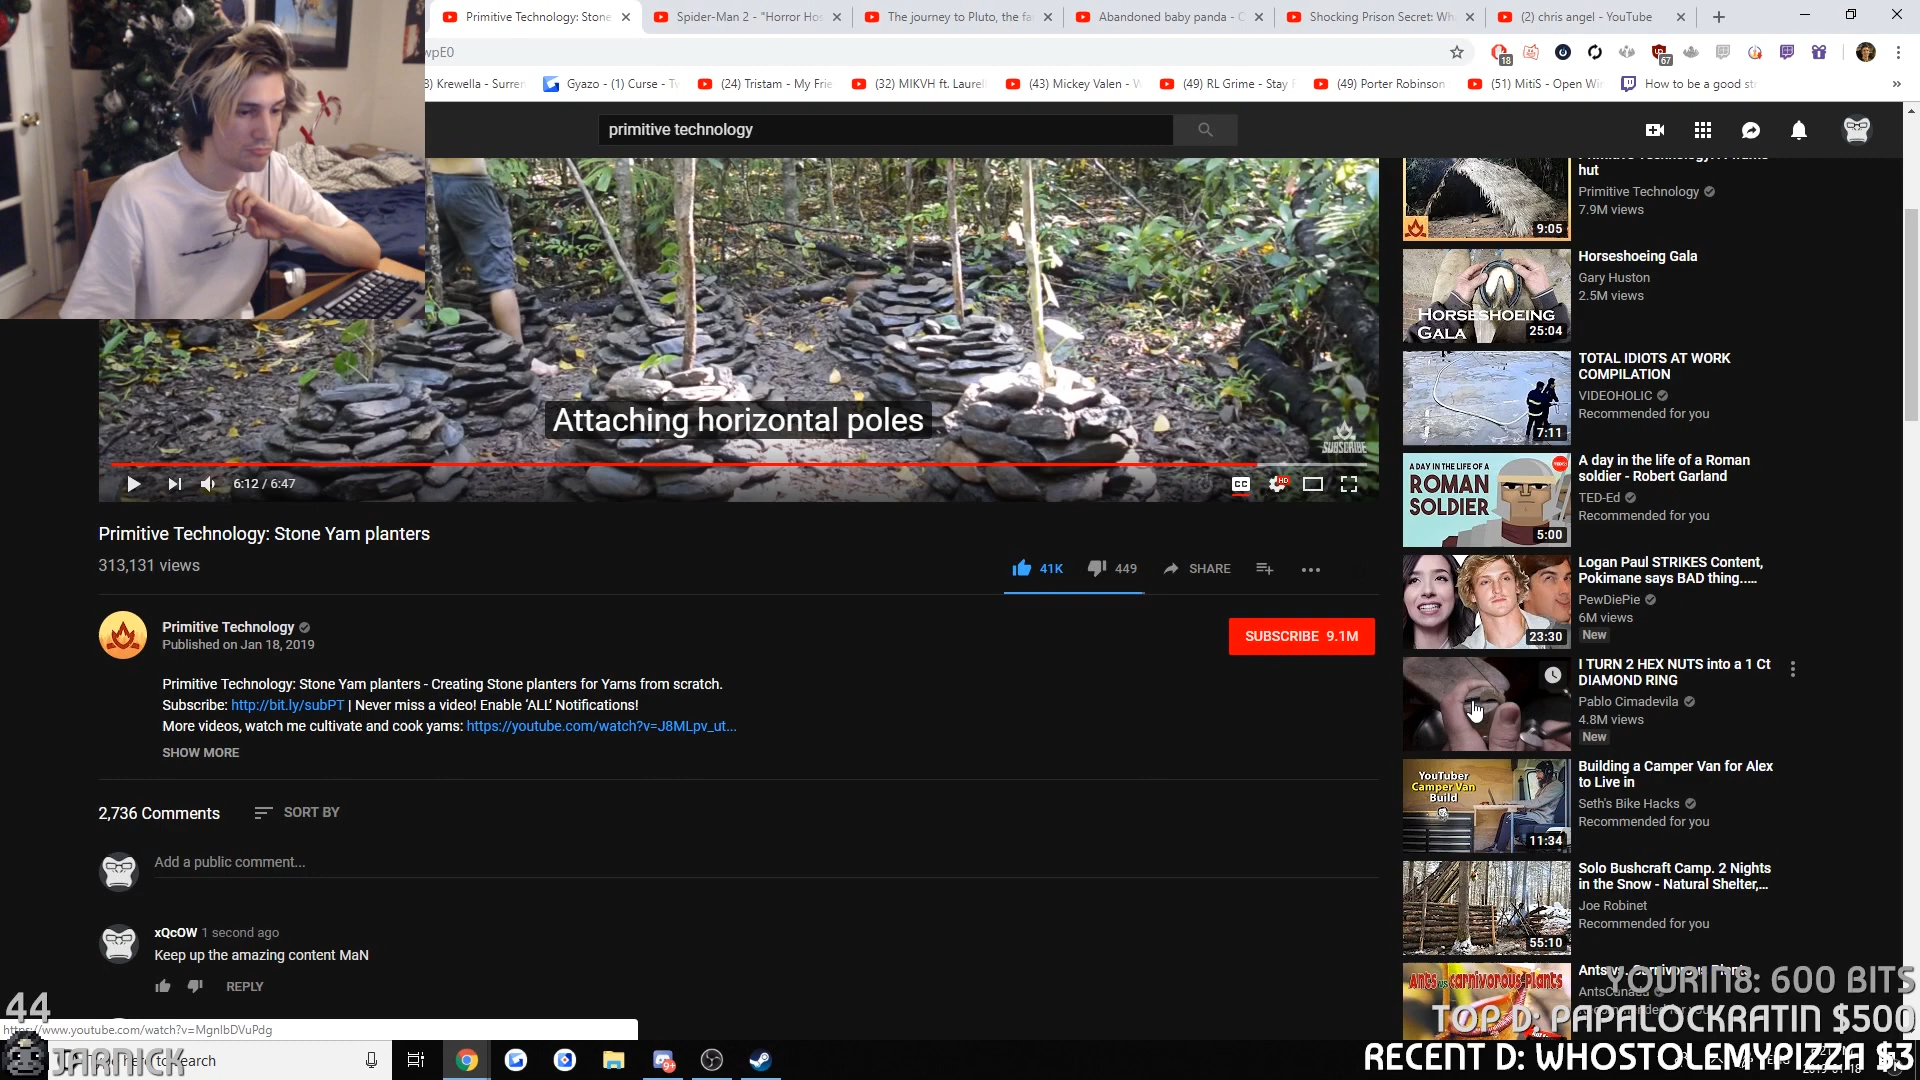 Primitive Technology: Stone
Spider-Man 2 - "Horror Hos
The journey to Pluto, the fa
Abandoned baby panda - C
Shocking Prison Secret: Wh
(2) chris angel - YouTube
vpE0
18
67
8) Krewella - Surren
Gyazo - (1) Curse - Tw
(24) Tristam - My Frie
(32) MIKVH ft. Laurell
(43) Mickey Valen - W
(49) RL Grime - Stay F
(49) Porter Robinson
(51) MitiS - Open Wi
How to be a good str
primitive technology
Attaching horizontal poles
SUBSCRIBE
6:12 / 6:47
CC
HD
Primitive Technology: Stone Yam planters
313,131 views
41K
449
SHARE
Primitive Technology
Published on Jan 18, 2019
SUBSCRIBE 9.1M
Primitive Technology: Stone Yam planters - Creating Stone planters for Yams from scratch.
Subscribe: http://bit.ly/subPT | Never miss a video! Enable ‘ALL’ Notifications!
More videos, watch me cultivate and cook yams: https://youtube.com/watch?v=J8MLpv_ut...
SHOW MORE
2,736 Comments
SORT BY
Add a public comment...
xQcOW 1 second ago
Keep up the amazing content MaN
REPLY
hut
Primitive Technology
7.9M views
9:05
Horseshoeing Gala
Gary Huston
2.5M views
HORSESHOEING
GALA
25:04
TOTAL IDIOTS AT WORK
COMPILATION
VIDEOHOLIC
Recommended for you
7:11
A day in the life of a Roman
soldier - Robert Garland
TED-Ed
Recommended for you
A DAY IN THE LIFE OF A
ROMAN
SOLDIER
5:00
Logan Paul STRIKES Content,
Pokimane says BAD thing.....
PewDiePie
6M views
New
23:30
I TURN 2 HEX NUTS into a 1 Ct
DIAMOND RING
Pablo Cimadevila
4.8M views
New
Building a Camper Van for Alex
to Live in
Seth's Bike Hacks
Recommended for you
YouTuber
Camper Van
Build
11:34
Solo Bushcraft Camp. 2 Nights
in the Snow - Natural Shelter,...
Joe Robinet
Recommended for you
55:10
Ants vs. Carnivorous Plants
AntsCanada
Ants vs carnivorous plants
YOURIN8: 600 BITS
TOP D: PAPALOCKRATIN $500
RECENT D: WHOSTOLEMYPIZZA $3
44
https://www.youtube.com/watch?v=MgnlbDVuPdg
JARNICK
here to search
2019-01-18